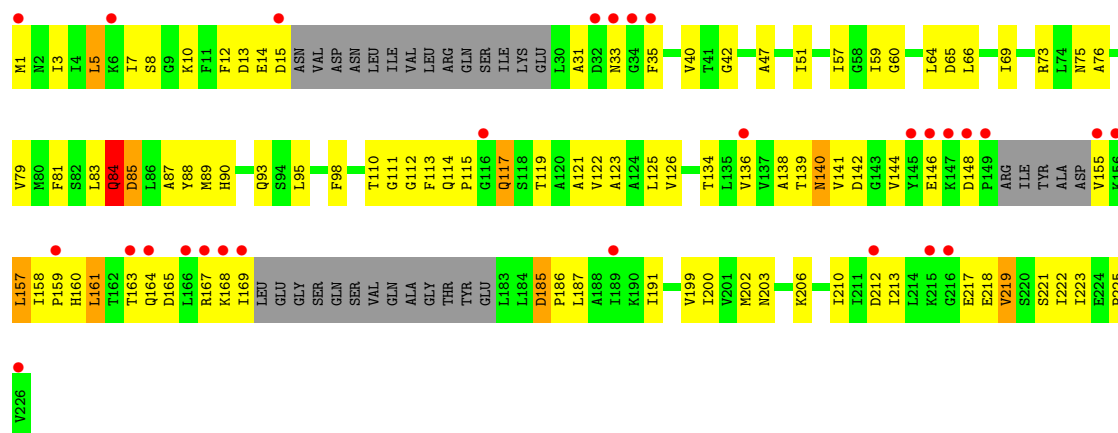 M1 N2 I3 I4 L5 K6 I7 S8 G9 K10 F11 F12 D13 E14 D15 ASN VAL ASP ASN LEU ILE VAL LEU ARG GLN SER ILE LYS GLU L30 A31 D32 N33 G34 F35 V40 T41 G42 A47 I51 I57 G58 I59 G60 L64 D65 L66 I69 R73 L74 N75 A76
V79 M80 F81 S82 L83 Q84 D85 L86 A87 Y88 M89 H90 Q93 S94 L95 F98 T110 G111 G112 F113 Q114 P115 G116 Q117 S118 T119 A120 A121 V122 A123 A124 L125 V126 T134 L135 V136 V137 A138 T139 N140 V141 D142 G143 V144 Y145 E146 K147 D148 P149 ARG ILE TYR ALA ASP V155 K156
L157 I158 P159 H160 L161 T162 T163 Q164 D165 L166 R167 K168 I169 LEU GLU GLY SER GLN SER VAL GLN ALA GLY THR TYR GLU L183 L184 D185 P186 L187 A188 I189 K190 I191 V199 I200 V201 M202 N203 K206 I210 I211 D212 I213 L214 K215 G216 E217 E218 V219 S220 S221 I222 I223 E224
V226